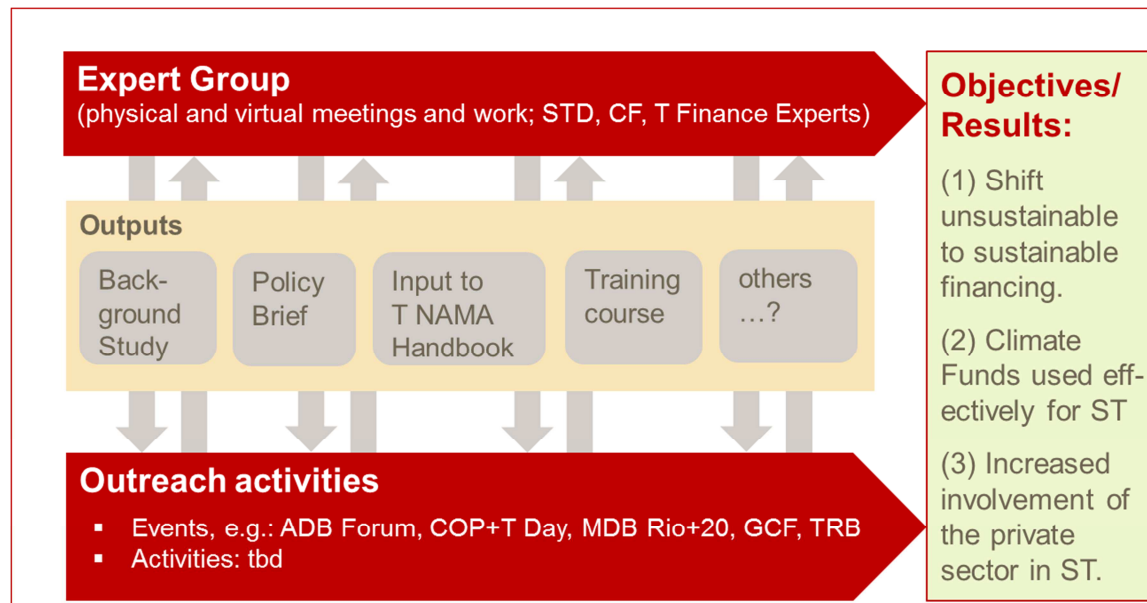 Expert Group
(physical and virtual meetings and work; STD, CF, T Finance Experts)
Outputs
Back-
ground
Study
Policy
Brief
Input to
T NAMA
Handbook
Training
course
others
…?
Outreach activities
▪ Events, e.g.: ADB Forum, COP+T Day, MDB Rio+20, GCF, TRB
▪ Activities: tbd
Objectives/
Results:
(1) Shift
unsustainable
to sustainable
financing.
(2) Climate
Funds used eff-
ectively for ST
(3) Increased
involvement of
the private
sector in ST.